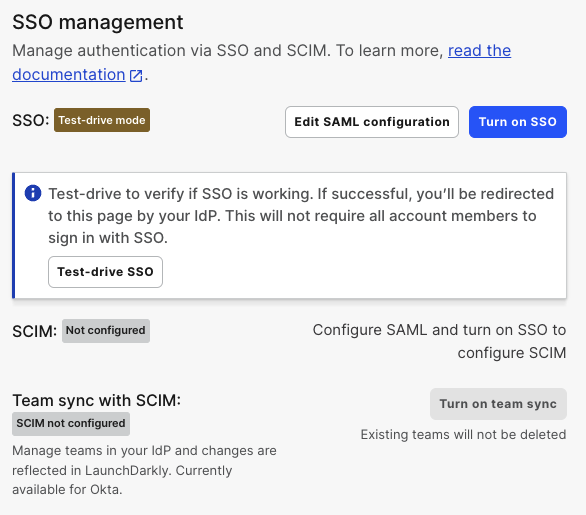 SSO management
Manage authentication via SSO and SCIM. To learn more, read the
documentation.
SSO: Test-drive mode
Edit SAML configuration
Turn on SSO
Test-drive to verify if SSO is working. If successful, you’ll be redirected
to this page by your IdP. This will not require all account members to
sign in with SSO.
Test-drive SSO
SCIM: Not configured
Configure SAML and turn on SSO to
configure SCIM
Team sync with SCIM:
SCIM not configured
Manage teams in your IdP and changes are
reflected in LaunchDarkly. Currently
available for Okta.
Turn on team sync
Existing teams will not be deleted